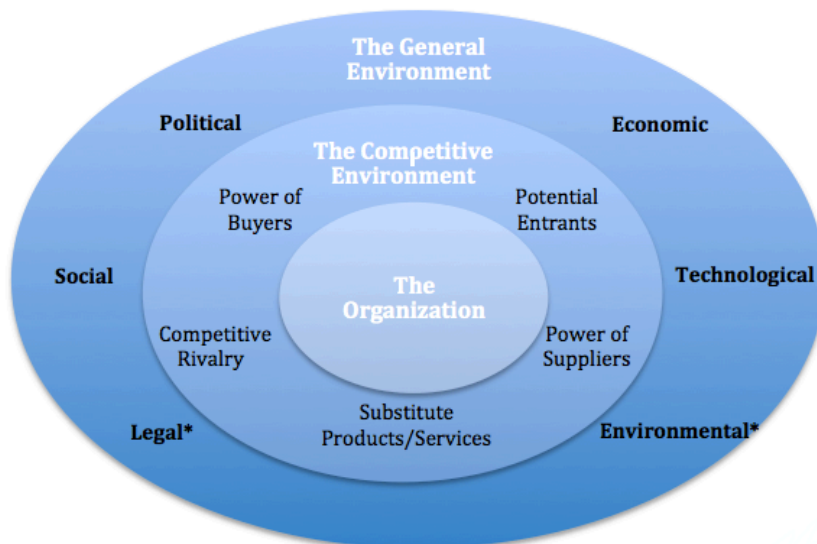 The General
Environment
Political
Economic
The Competitive
Environment
Power of
Buyers
Potential
Entrants
Social
Technological
The
Organization
Competitive
Rivalry
Power of
Suppliers
Substitute
Products/Services
Legal*
Environmental*